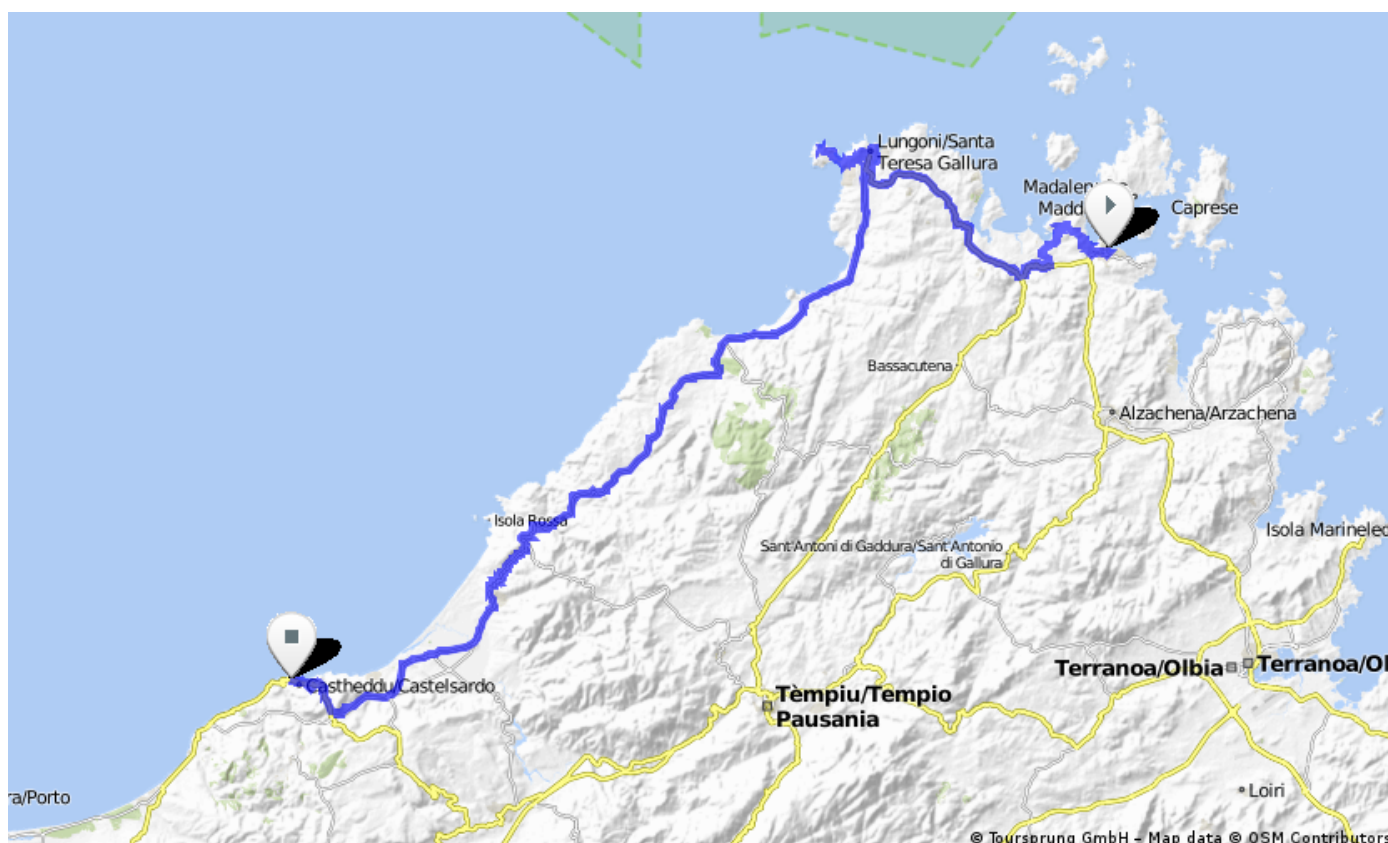 Lungoni/Santa
Teresa Gallura
Caprese
Bassacutena
Alzachena/Arzachena
Isola Rossa
Isola Marineled
Sant'Antoni di Gaddura/Sant'Antonio
di Gallura
Castheddu/Castelsardo
Terranoa/Olbia
Terranoa/Ol
Tèmpiu/Tempio
Pausania
Loiri
ra/Porto
© Toursprung GmbH – Map data © OSM Contributors